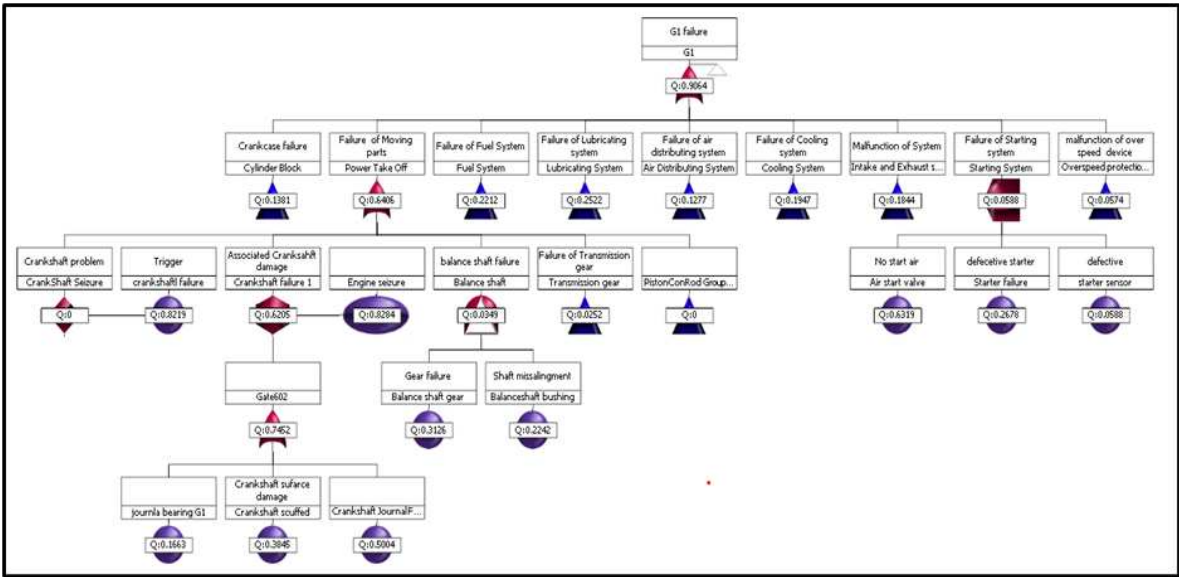 G1 failure
G1
Q:0.9064
Crankcase failure
Cylinder Block
Q:0.1381
Failure of Moving
parts
Power Take Off
Q:0.6406
Failure of Fuel System
Fuel System
Q:0.2212
Failure of Lubricating
system
Lubricating System
Q:0.2522
Failure of air
distributing system
Air Distributing System
Q:0.1277
Failure of Cooling
system
Cooling System
Q:0.1947
Malfunction of System
Intake and Exhaust s...
Q:0.1844
Failure of Starting
system
Starting System
Q:0.0588
malfunction of over
speed device
Overspeed protectio...
Q:0.0574
Crankshaft problem
CrankShaft Seizure
Q:0
Trigger
crankshaftl failure
Q:0.8219
Associated Cranksahft
damage
Crankshaft failure 1
Q:0.6205
Engine seizure
Q:0.8284
balance shaft failure
Balance shaft
Q:0.0349
Failure of Transmission
gear
Transmission gear
Q:0.0252
PistonConRod Group...
Q:0
No start air
Air start valve
Q:0.6319
defecetive starter
Starter failure
Q:0.2678
defective
starter sensor
Q:0.0588
Gate602
Q:0.7452
Gear failure
Balance shaft gear
Q:0.3126
Shaft missalingment
Balanceshaft bushing
Q:0.2242
journla bearing G1
Q:0.1663
Crankshaft sufarce
damage
Crankshaft scuffed
Q:0.3845
Crankshaft JournalF...
Q:0.5004